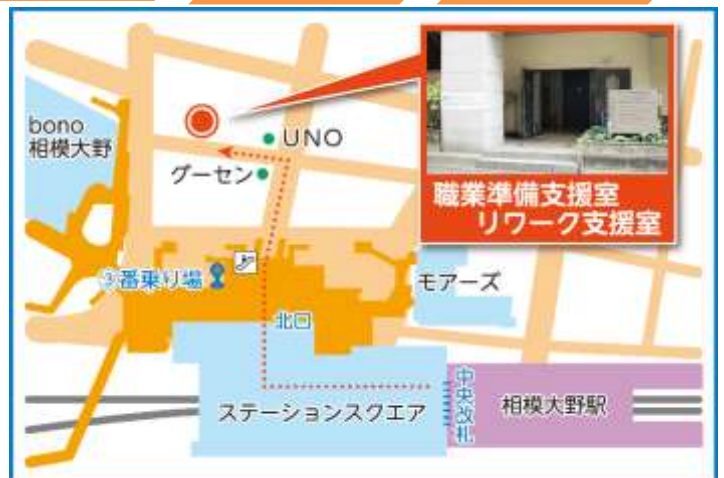 bono
相模大野
UNO
グーセン
職業準備支援室
リワーク支援室
③番乗り場
モアーズ
北口
ステーションスクエア
中央改札
相模大野駅